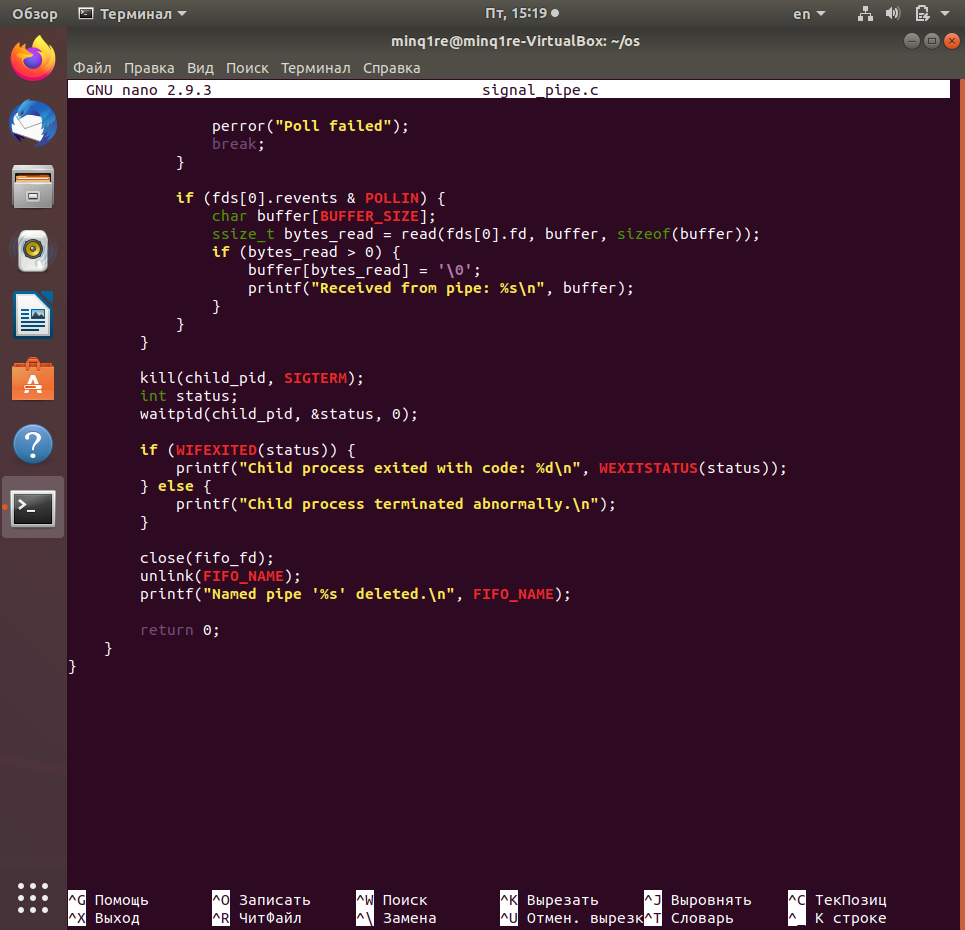 Обзор Терминал Пт, 15:19 en
minq1re@minq1re-VirtualBox: ~/os
Файл Правка Вид Поиск Терминал Справка
GNU nano 2.9.3 signal_pipe.c
perror("Poll failed");
break;
}
if (fds[0].revents & POLLIN) {
char buffer[BUFFER_SIZE];
ssize_t bytes_read = read(fds[0].fd, buffer, sizeof(buffer));
if (bytes_read > 0) {
buffer[bytes_read] = '\0';
printf("Received from pipe: %s\n", buffer);
}
}
}
kill(child_pid, SIGTERM);
int status;
waitpid(child_pid, &status, 0);
if (WIFEXITED(status)) {
printf("Child process exited with code: %d\n", WEXITSTATUS(status));
} else {
printf("Child process terminated abnormally.\n");
}
close(fifo_fd);
unlink(FIFO_NAME);
printf("Named pipe '%s' deleted.\n", FIFO_NAME);
return 0;
}
}
^G Помощь ^O Записать ^W Поиск ^K Вырезать ^J Выровнять ^C ТекПозиц
^X Выход ^R ЧитФайл ^\ Замена ^U Отмен. вырезк ^T Словарь ^_ К строке